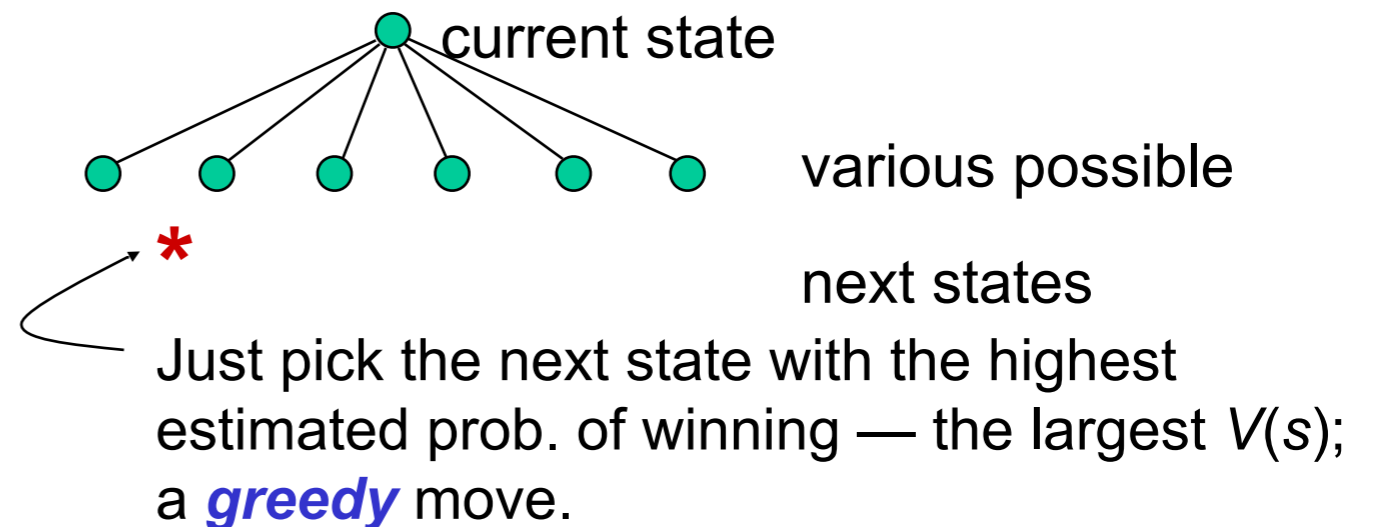 current state
various possible
*
next states
Just pick the next state with the highest
estimated prob. of winning — the largest V(s);
a greedy move.